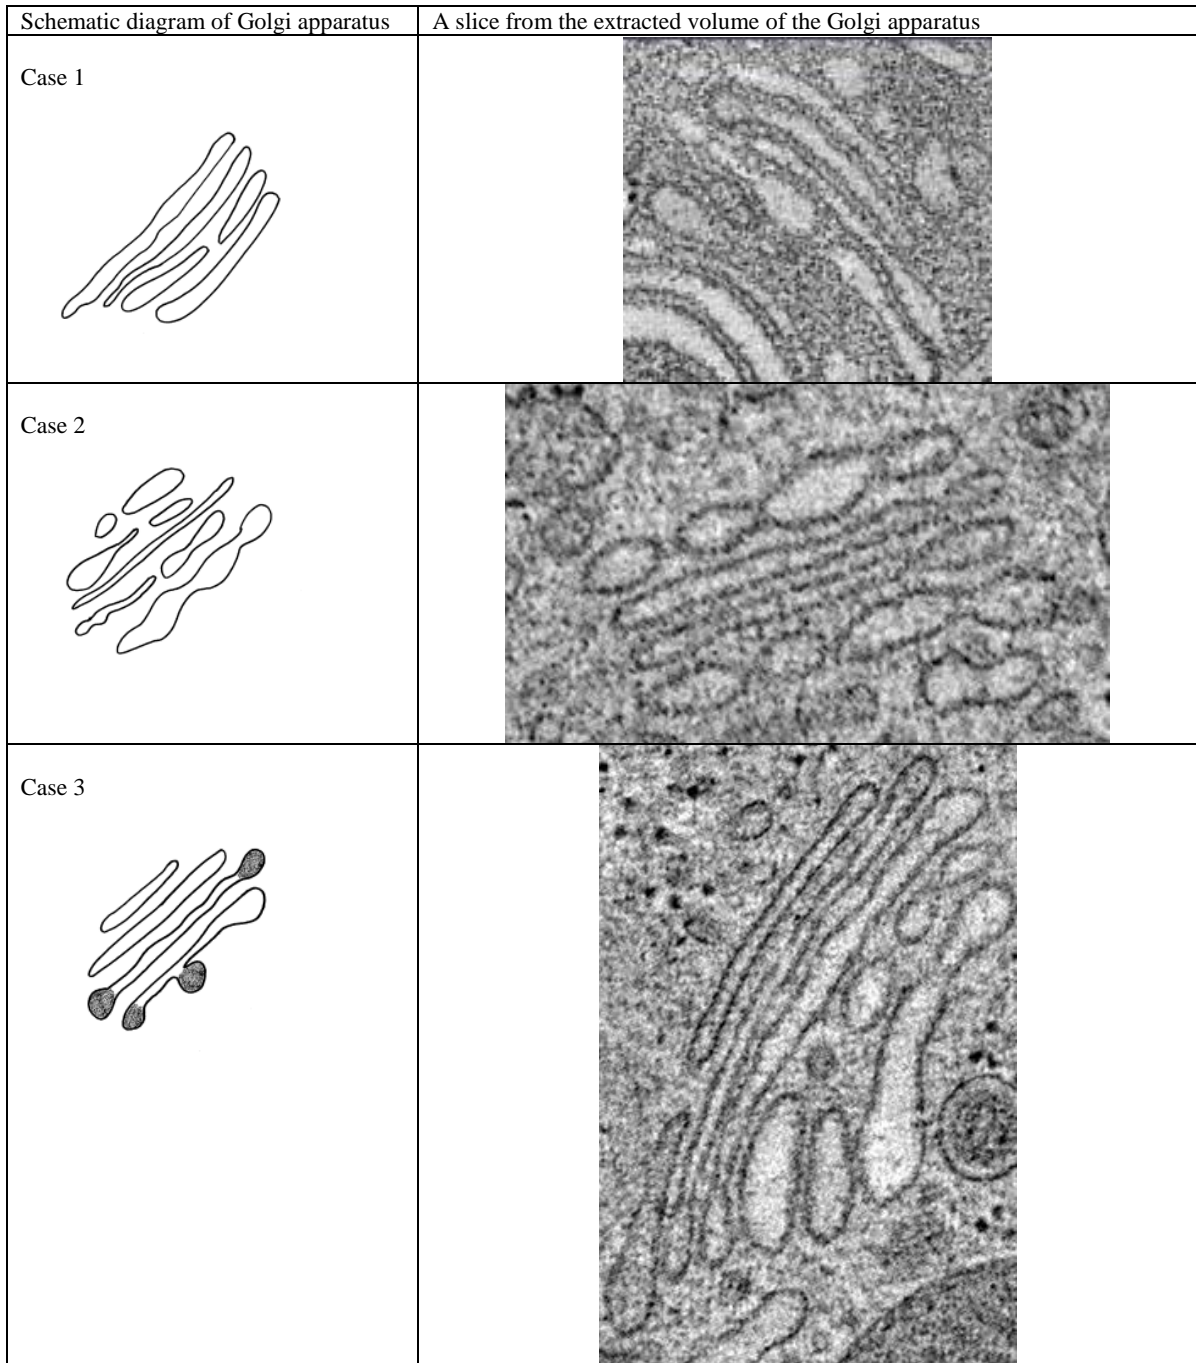 Schematic diagram of Golgi apparatus
A slice from the extracted volume of the Golgi apparatus
Case 1
Case 2
Case 3